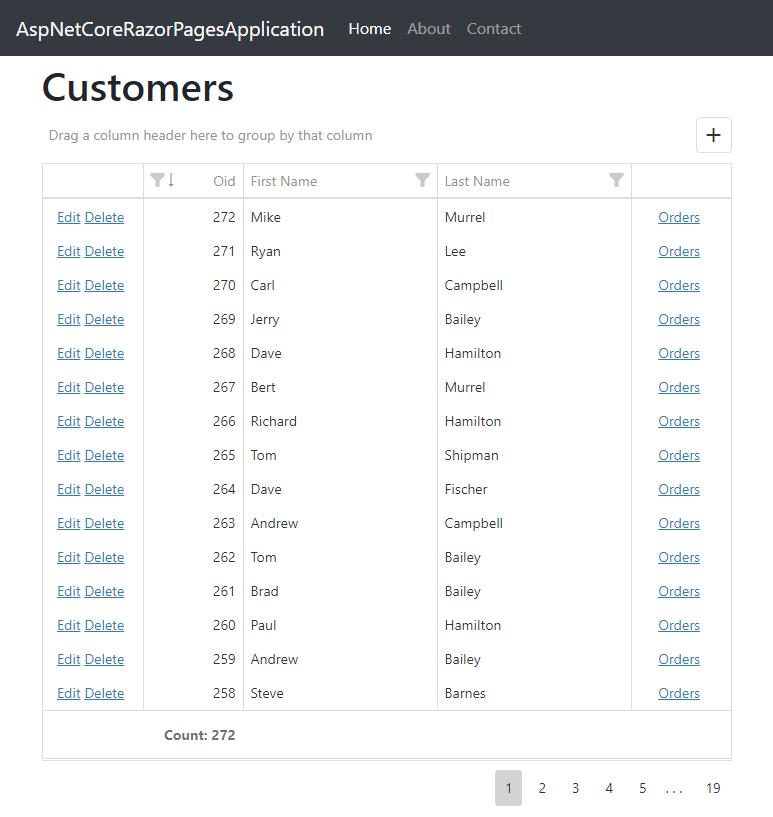 AspNetCoreRazorPagesApplication Home About Contact
Customers
Drag a column header here to group by that column +
Oid First Name Last Name
Edit Delete 272 Mike Murrel Orders
Edit Delete 271 Ryan Lee Orders
Edit Delete 270 Carl Campbell Orders
Edit Delete 269 Jerry Bailey Orders
Edit Delete 268 Dave Hamilton Orders
Edit Delete 267 Bert Murrel Orders
Edit Delete 266 Richard Hamilton Orders
Edit Delete 265 Tom Shipman Orders
Edit Delete 264 Dave Fischer Orders
Edit Delete 263 Andrew Campbell Orders
Edit Delete 262 Tom Bailey Orders
Edit Delete 261 Brad Bailey Orders
Edit Delete 260 Paul Hamilton Orders
Edit Delete 259 Andrew Bailey Orders
Edit Delete 258 Steve Barnes Orders
Count: 272
1 2 3 4 5 ... 19